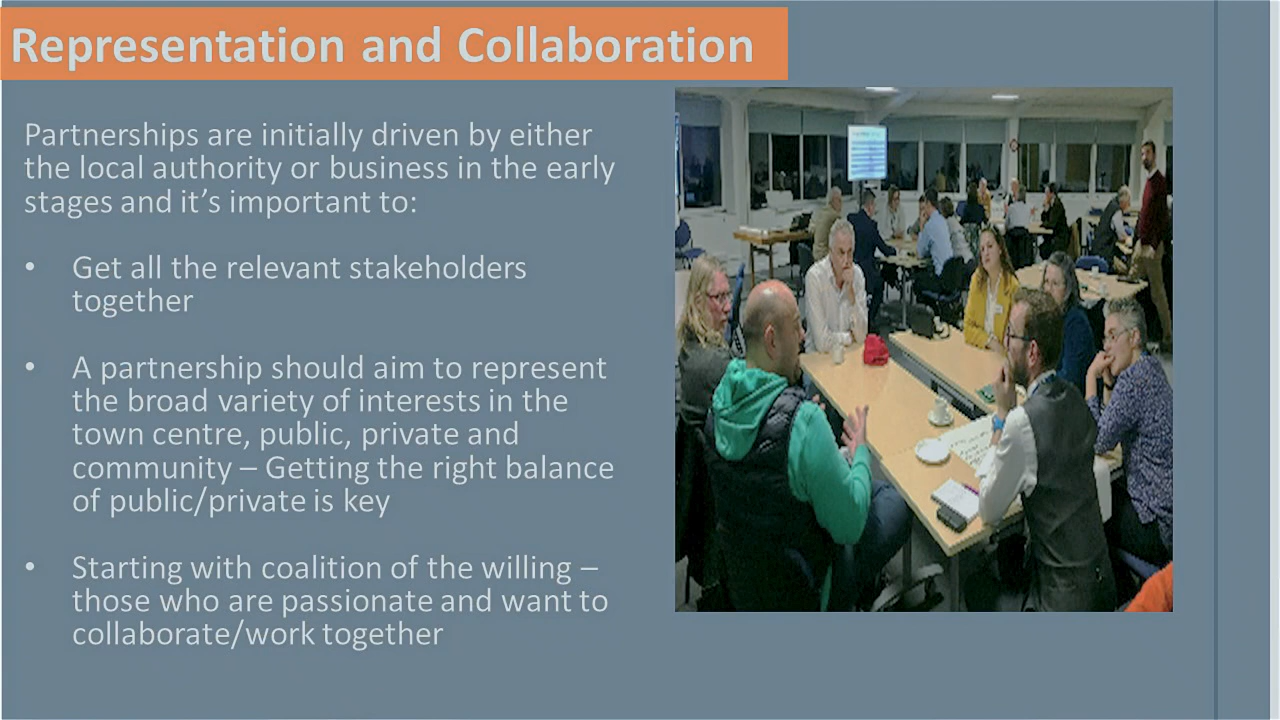 Representation and Collaboration
Partnerships are initially driven by either
the local authority or business in the early
stages and it’s important to:
• Get all the relevant stakeholders
together
• A partnership should aim to represent
the broad variety of interests in the
town centre, public, private and
community – Getting the right balance
of public/private is key
• Starting with coalition of the willing –
those who are passionate and want to
collaborate/work together